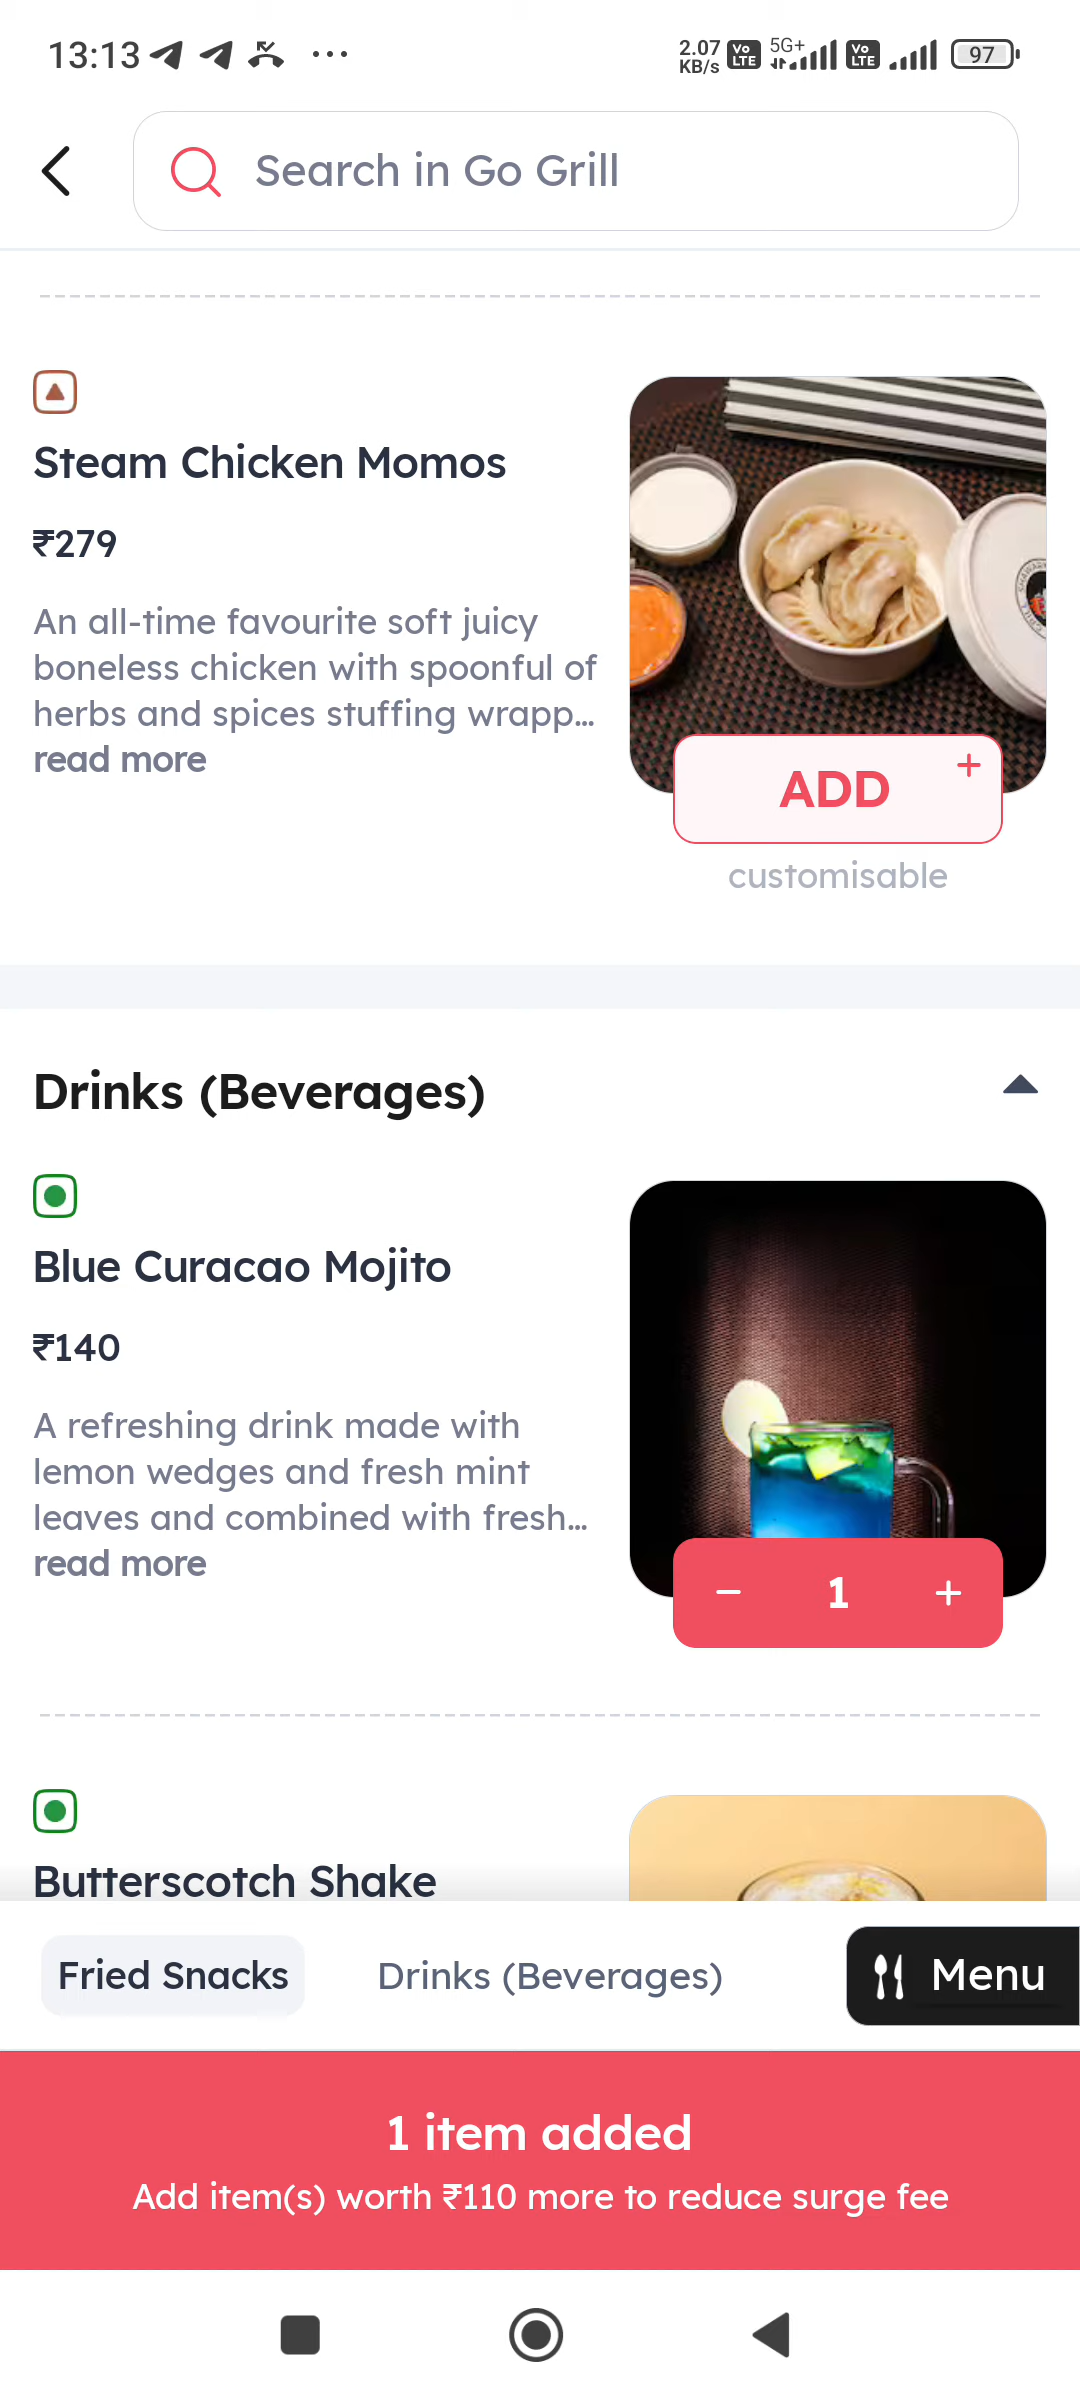 13:13
2.07
KB/s
Vo
LTE
5G+
Vo
LTE
97
Search in Go Grill
Steam Chicken Momos
₹279
An all-time favourite soft juicy
boneless chicken with spoonful of
herbs and spices stuffing wrapp...
read more
ADD +
customisable
Drinks (Beverages)
Blue Curacao Mojito
₹140
A refreshing drink made with
lemon wedges and fresh mint
leaves and combined with fresh...
read more
− 1 +
Butterscotch Shake
Fried Snacks
Drinks (Beverages)
Menu
1 item added
Add item(s) worth ₹110 more to reduce surge fee